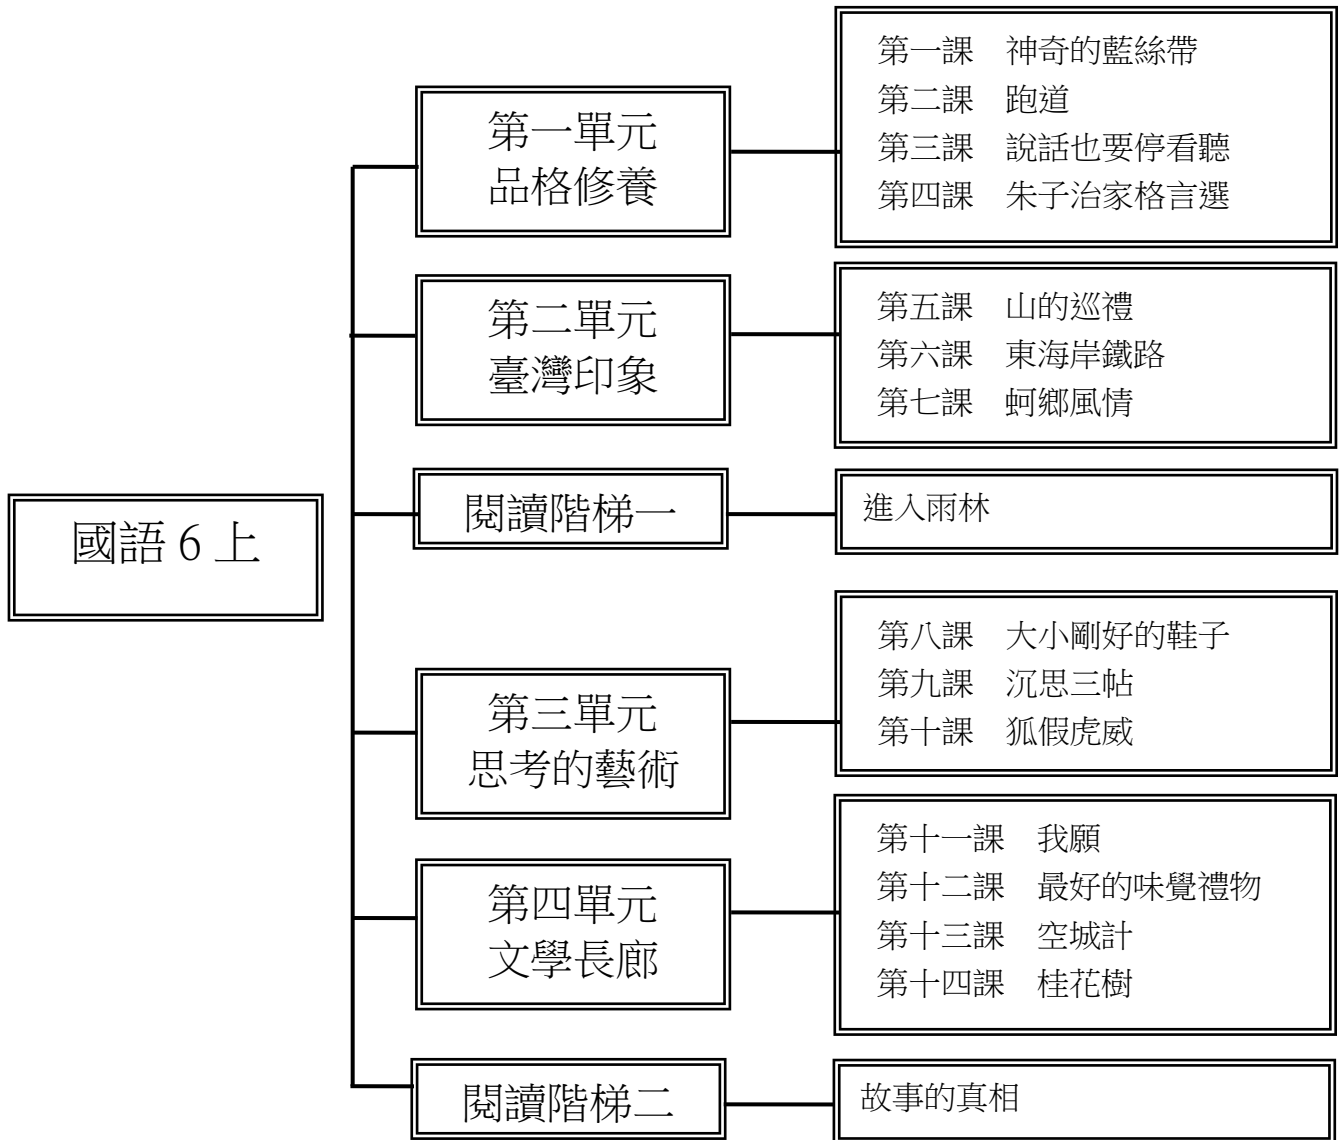 國語 6 上
第一單元
品格修養
第一課　神奇的藍絲帶
第二課　跑道
第三課　說話也要停看聽
第四課　朱子治家格言選
第二單元
臺灣印象
第五課　山的巡禮
第六課　東海岸鐵路
第七課　蚵鄉風情
閱讀階梯一
進入雨林
第三單元
思考的藝術
第八課　大小剛好的鞋子
第九課　沉思三帖
第十課　狐假虎威
第四單元
文學長廊
第十一課　我願
第十二課　最好的味覺禮物
第十三課　空城計
第十四課　桂花樹
閱讀階梯二
故事的真相